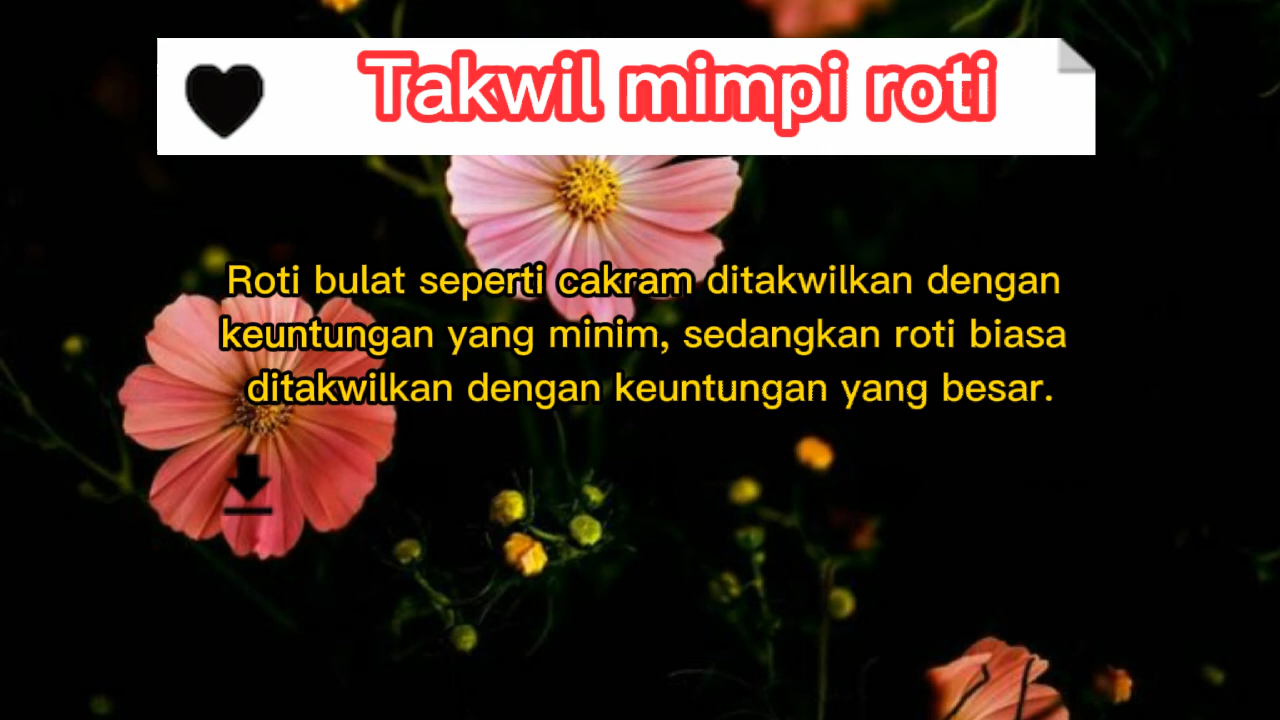 Takwil mimpi roti
Roti bulat seperti cakram ditakwilkan dengan
keuntungan yang minim, sedangkan roti biasa
ditakwilkan dengan keuntungan yang besar.